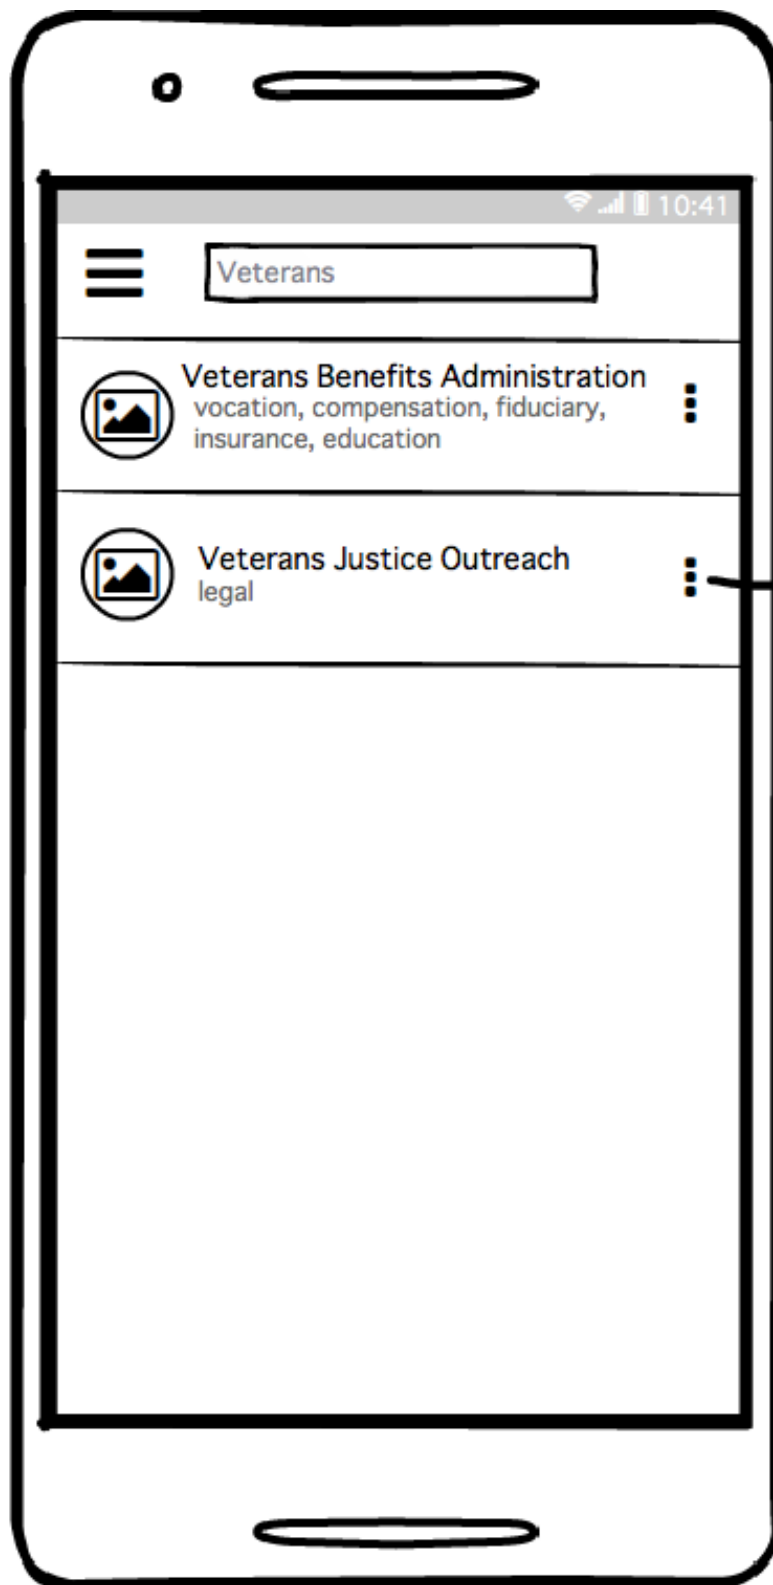 10:41
Veterans
Veterans Benefits Administration
vocation, compensation, fiduciary,
insurance, education
Veterans Justice Outreach
legal